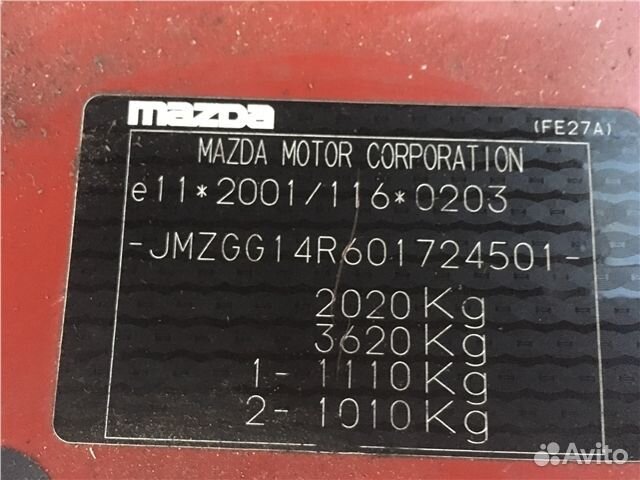 mazda
(FE27A)
MAZDA MOTOR CORPORATION
e11*2001/116*0203
-JMZGG14R601724501-
2020Kg
3620Kg
1- 1110Kg
2- 1010Kg
Avito